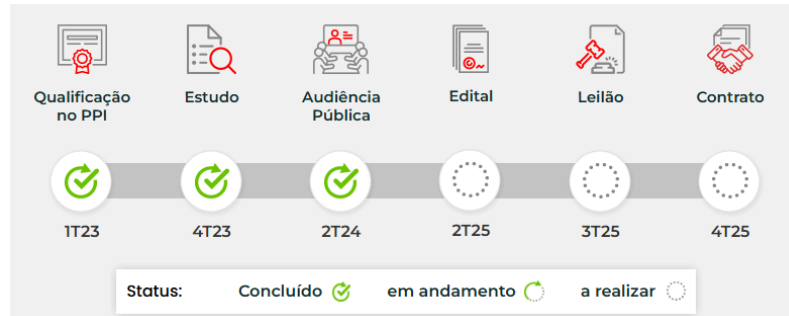 Qualificação no PPI
Estudo
Audiência Pública
Edital
Leilão
Contrato
1T23
4T23
2T24
2T25
3T25
4T25
Status: Concluído em andamento a realizar